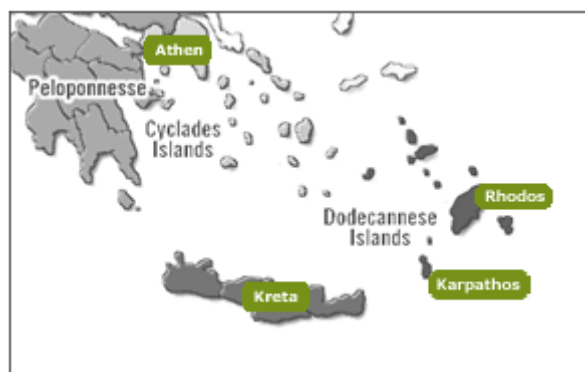 Athen
Peloponnesse
Cyclades
Islands
Rhodos
Dodecannese
Islands
Karpathos
Kreta